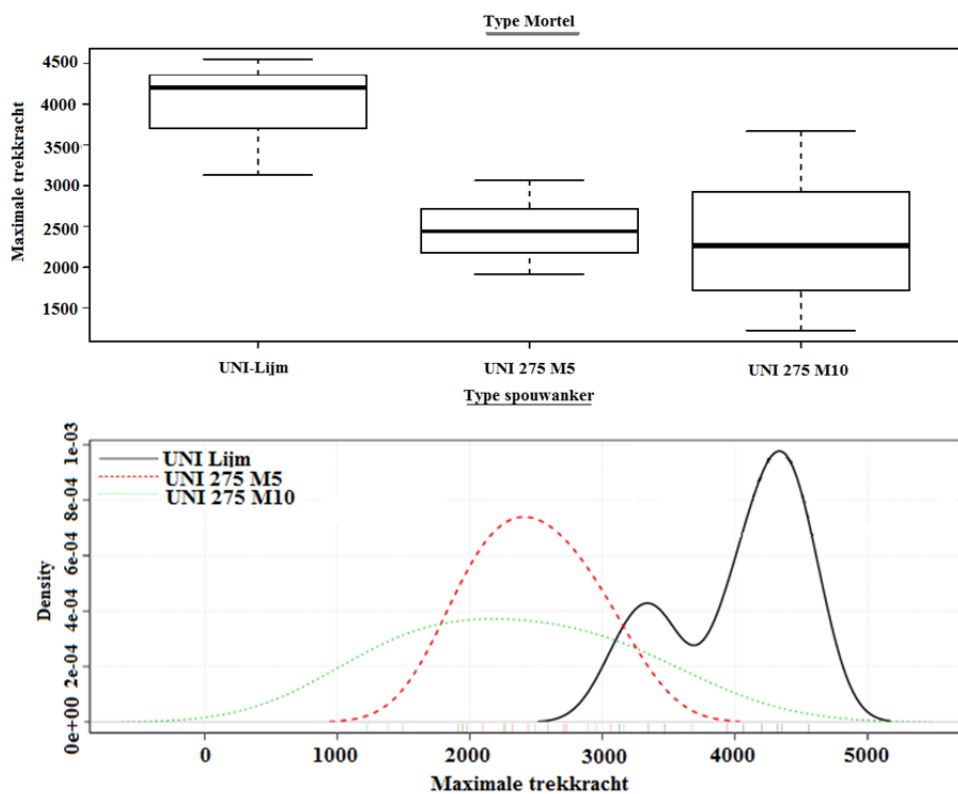 Type Mortel
Maximale trekkracht
4500
4000
3500
3000
2500
2000
1500
UNI-Lijm
UNI 275 M5
UNI 275 M10
Type spouwanker
Density
1e-03
8e-04
6e-04
4e-04
2e-04
0e+00
UNI Lijm
UNI 275 M5
UNI 275 M10
0
1000
2000
3000
4000
5000
Maximale trekkracht